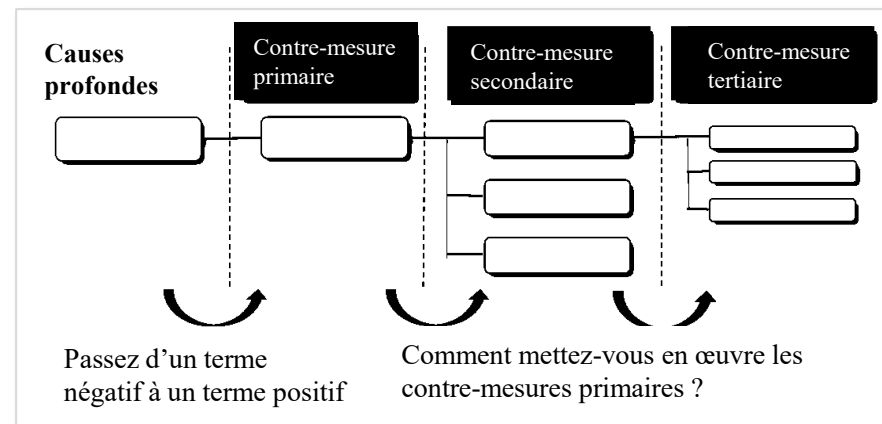 Causes
profondes
Contre-mesure
primaire
Contre-mesure
secondaire
Contre-mesure
tertiaire
Passez d’un terme
négatif à un terme positif
Comment mettez-vous en œuvre les
contre-mesures primaires ?